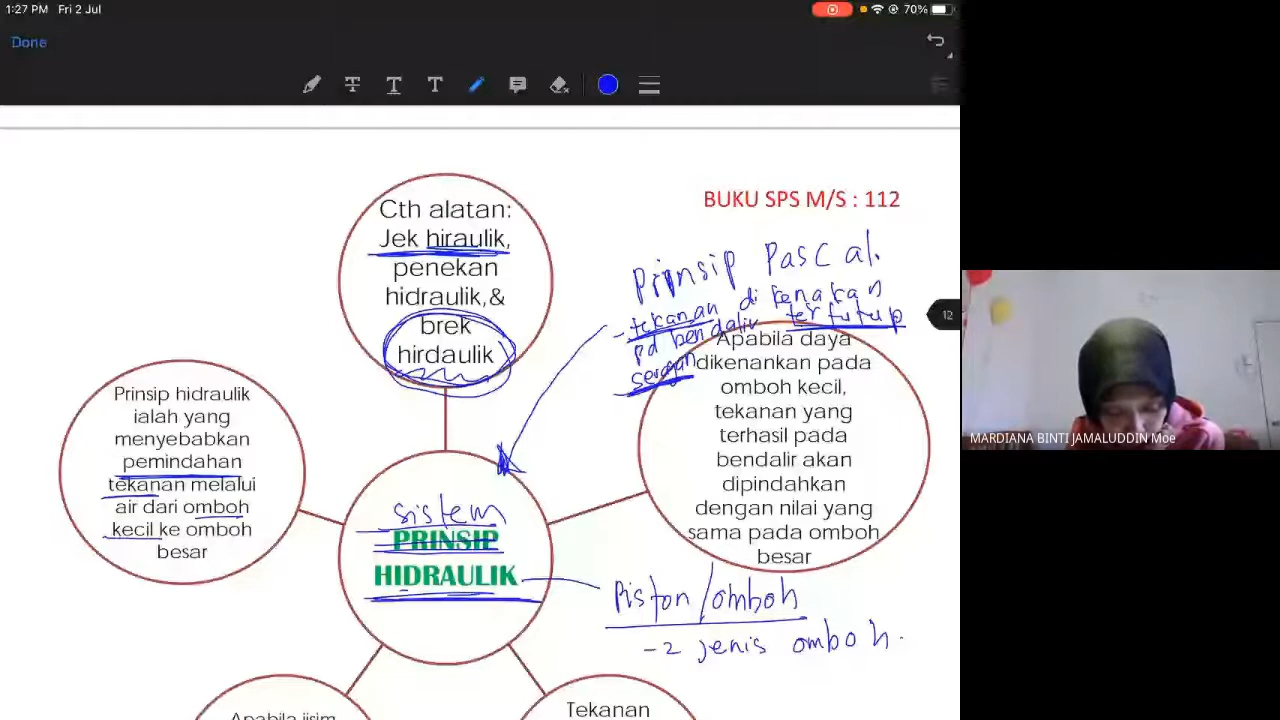 1:27 PM Fri 2 Jul
70%
Done
BUKU SPS M/S : 112
Cth alatan:
Jek hiraulik,
penekan
hidraulik,&
brek
hirdaulik
Prinsip Pascal.
- tekanan di kenakan
pd bendalir tertutup
seragam
Apabila daya
dikenankan pada
omboh kecil,
tekanan yang
terhasil pada
bendalir akan
dipindahkan
dengan nilai yang
sama pada omboh
besar
12
Prinsip hidraulik
ialah yang
menyebabkan
pemindahan
tekanan melalui
air dari omboh
kecil ke omboh
besar
sistem
PRINSIP
HIDRAULIK
Piston/omboh
-2 jenis omboh.
Apabila jisim
Tekanan
MARDIANA BINTI JAMALUDDIN Moe